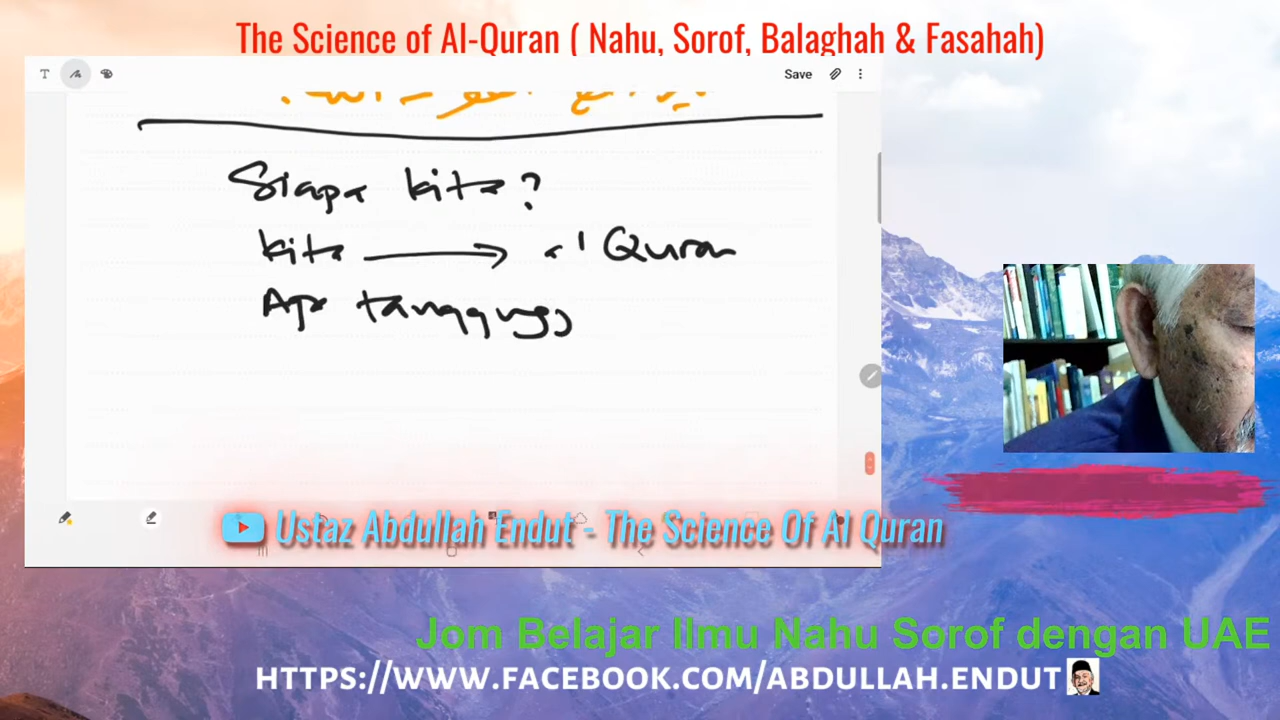 The Science of Al-Quran ( Nahu, Sorof, Balaghah & Fasahah)
T
Save
Siapa kita?
kita → al Quran
Apa tanggung
Ustaz Abdullah Endut - The Science Of Al Quran
Jom Belajar Ilmu Nahu Sorof dengan UAE
HTTPS://WWW.FACEBOOK.COM/ABDULLAH.ENDUT